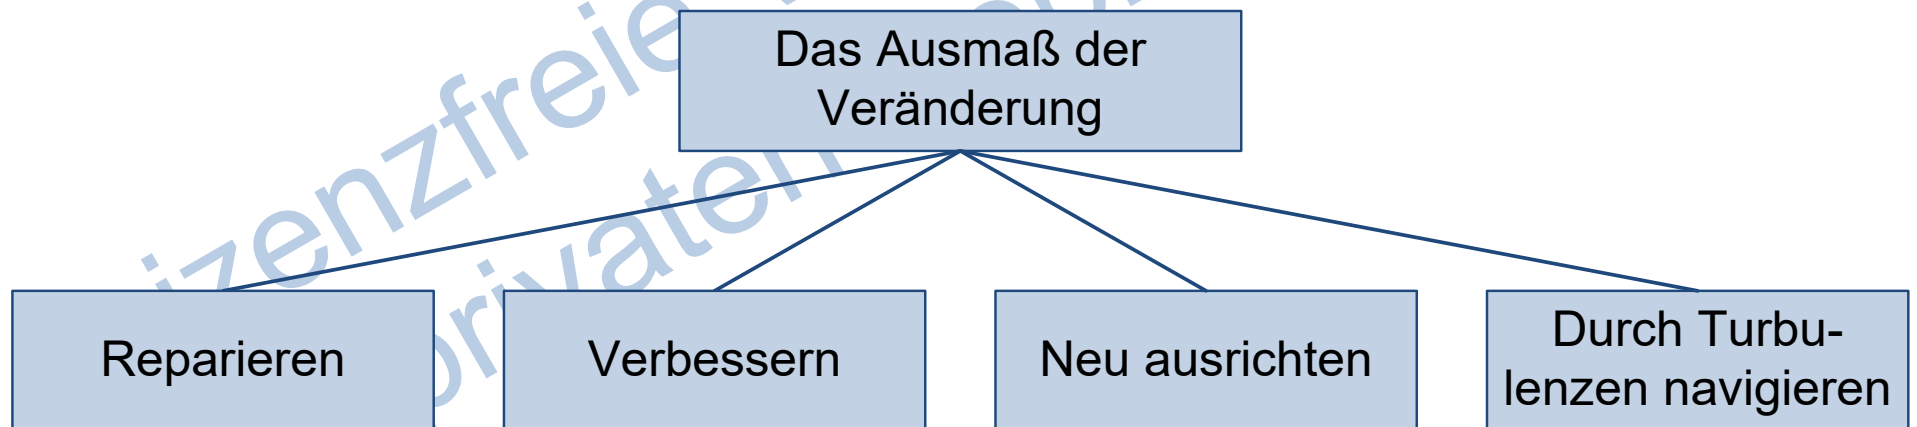 Das Ausmaß der
Veränderung
Reparieren
Verbessern
Neu ausrichten
Durch Turbu-
lenzen navigieren